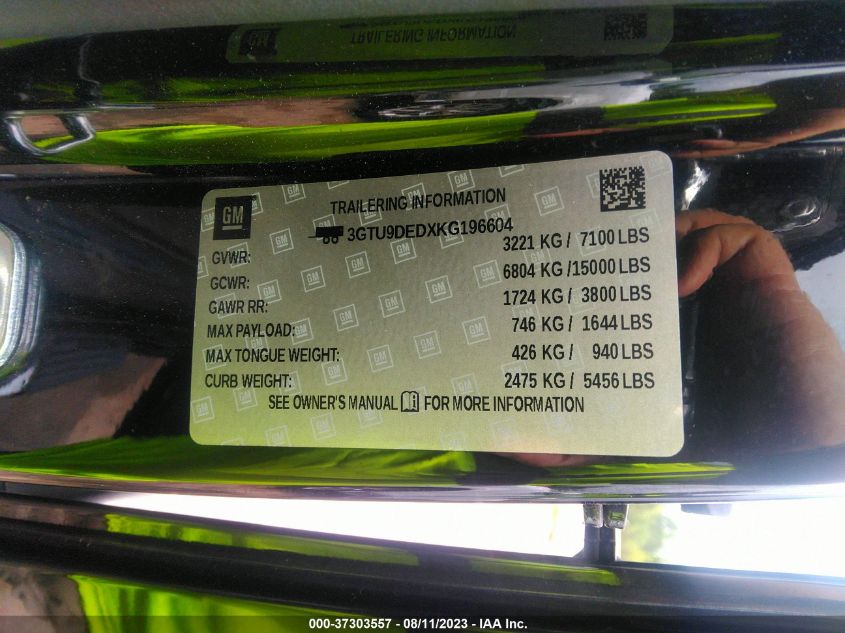 TRAILERING INFORMATION
GM TRAILERING INFORMATION
3GTU9DEDXKG196604
GVWR: 3221 KG / 7100 LBS
GCWR: 6804 KG /15000 LBS
GAWR RR: 1724 KG / 3800 LBS
MAX PAYLOAD: 746 KG / 1644 LBS
MAX TONGUE WEIGHT: 426 KG / 940 LBS
CURB WEIGHT: 2475 KG / 5456 LBS
SEE OWNER'S MANUAL FOR MORE INFORMATION
000-37303557 - 08/11/2023 - IAA Inc.